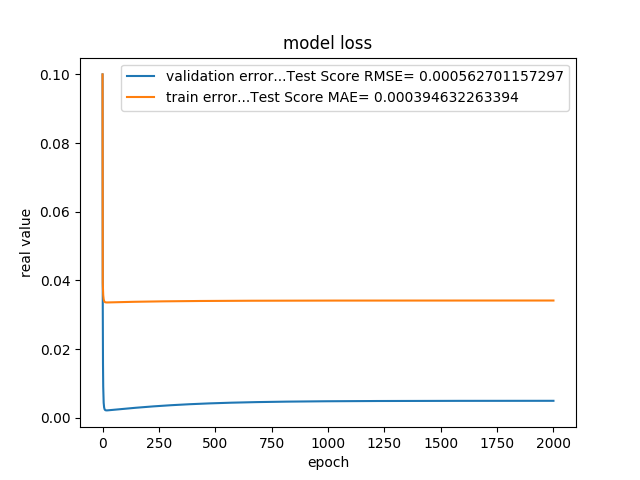 model loss
validation error...Test Score RMSE= 0.000562701157297
train error...Test Score MAE= 0.000394632263394
real value
0.10
0.08
0.06
0.04
0.02
0.00
0 250 500 750 1000 1250 1500 1750 2000
epoch